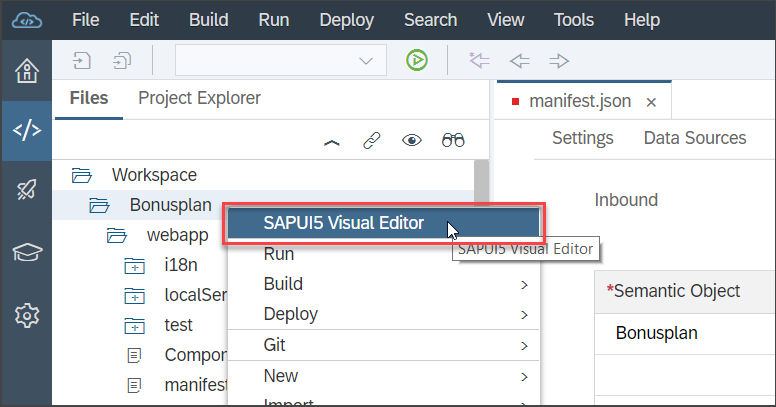 File Edit Build Run Deploy Search View Tools Help
Files Project Explorer
manifest.json ×
Settings Data Sources
Workspace
Bonusplan
webapp
i18n
localSer
test
Compon
manifest
SAPUI5 Visual Editor
SAPUI5 Visual Editor
Run
Build
Deploy
Git
New
Import
Inbound
*Semantic Object
Bonusplan